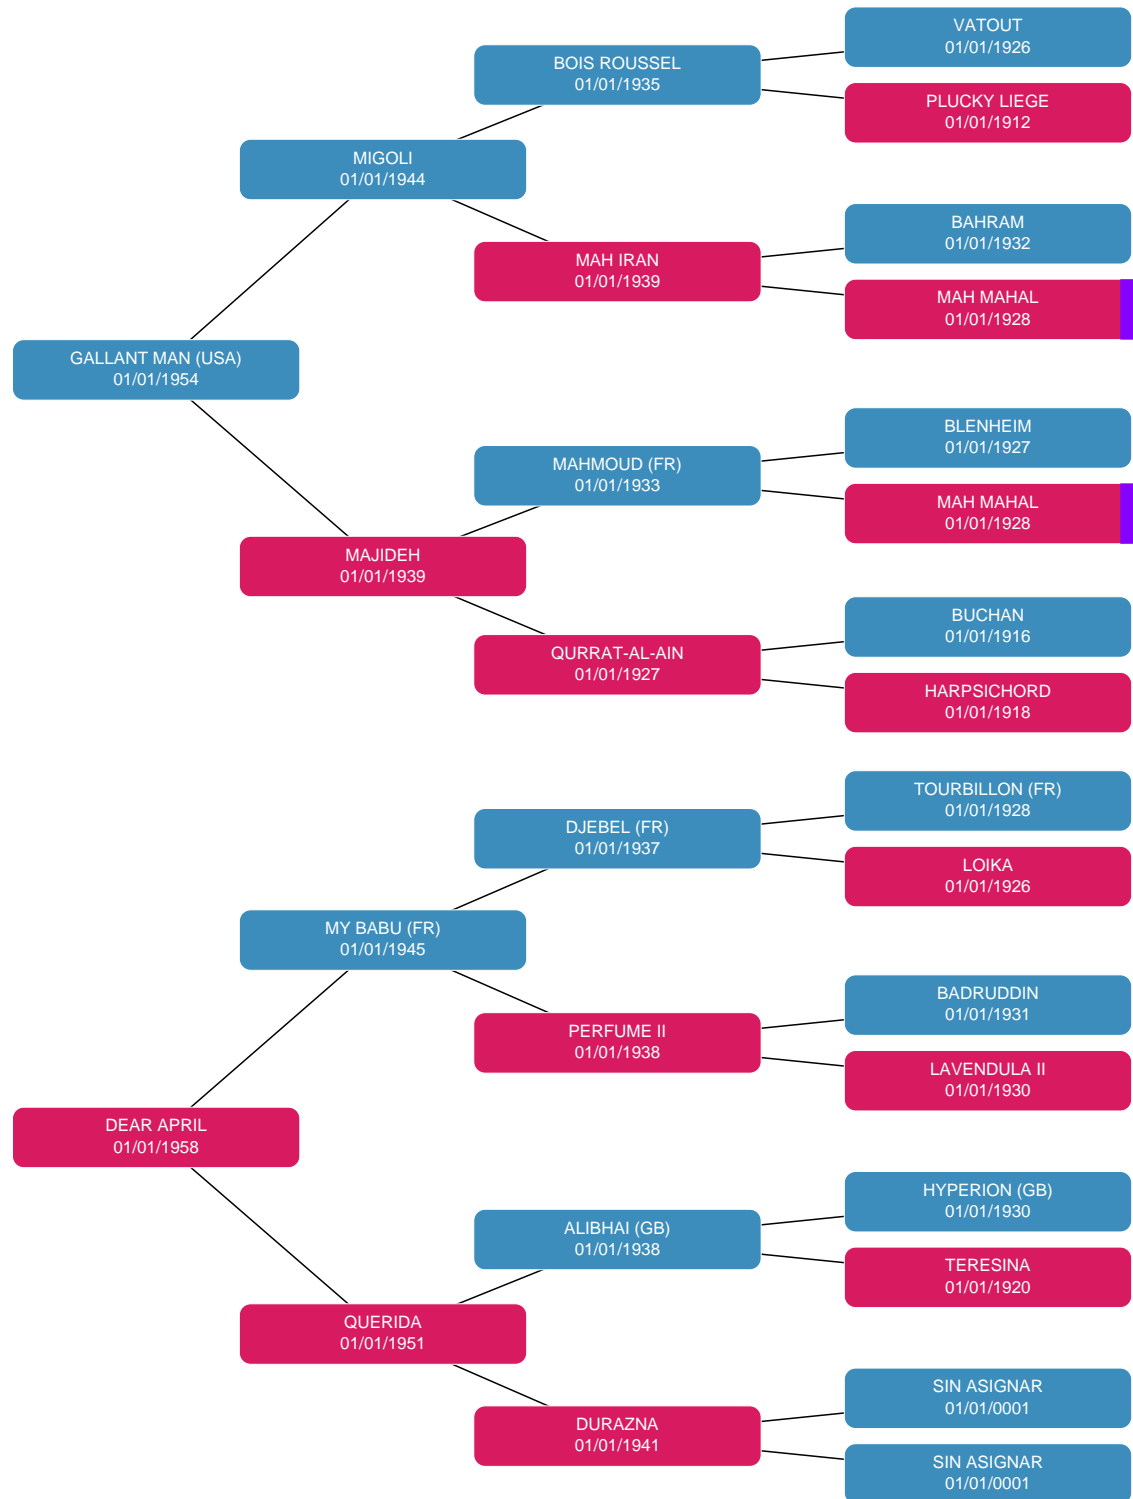 VATOUT
01/01/1926
BOIS ROUSSEL
01/01/1935
PLUCKY LIEGE
01/01/1912
MIGOLI
01/01/1944
BAHRAM
01/01/1932
MAH IRAN
01/01/1939
MAH MAHAL
01/01/1928
GALLANT MAN (USA)
01/01/1954
BLENHEIM
01/01/1927
MAHMOUD (FR)
01/01/1933
MAH MAHAL
01/01/1928
MAJIDEH
01/01/1939
BUCHAN
01/01/1916
QURRAT-AL-AIN
01/01/1927
HARPSICHORD
01/01/1918
TOURBILLON (FR)
01/01/1928
DJEBEL (FR)
01/01/1937
LOIKA
01/01/1926
MY BABU (FR)
01/01/1945
BADRUDDIN
01/01/1931
PERFUME II
01/01/1938
LAVENDULA II
01/01/1930
DEAR APRIL
01/01/1958
HYPERION (GB)
01/01/1930
ALIBHAI (GB)
01/01/1938
TERESINA
01/01/1920
QUERIDA
01/01/1951
SIN ASIGNAR
01/01/0001
DURAZNA
01/01/1941
SIN ASIGNAR
01/01/0001